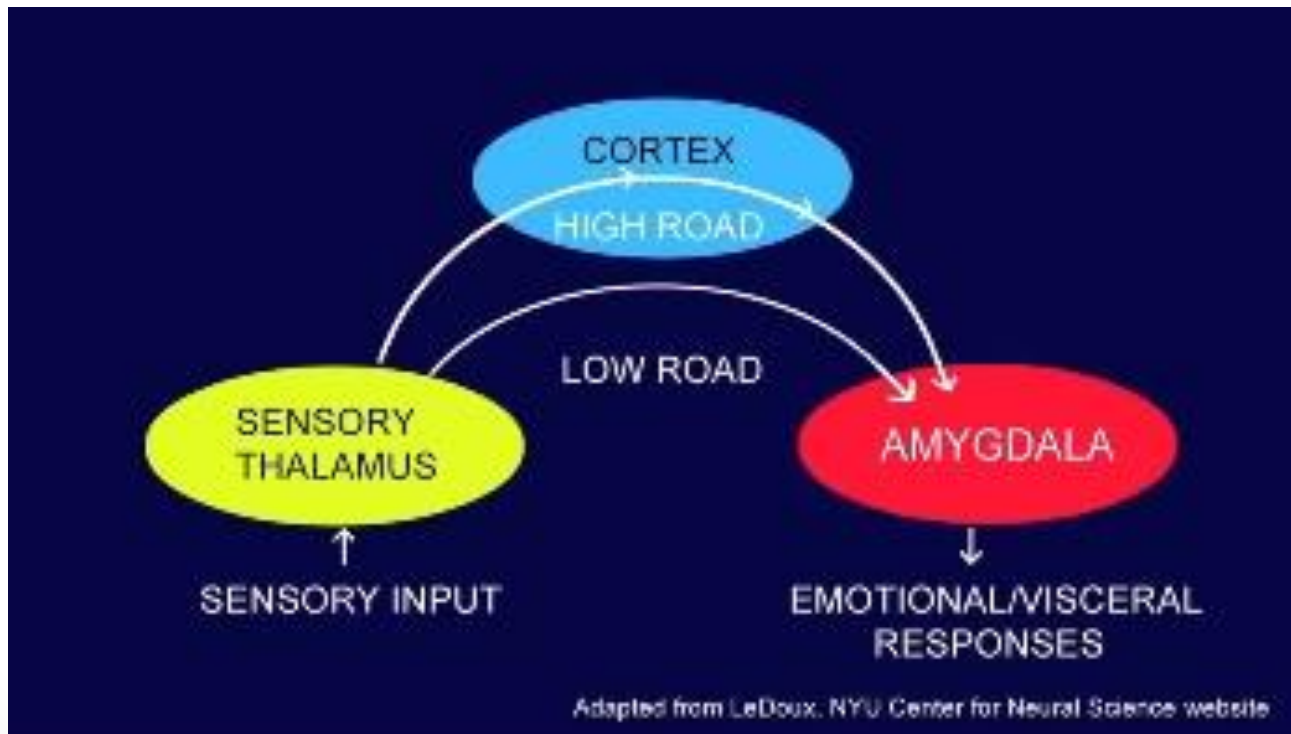 CORTEX
HIGH ROAD
LOW ROAD
SENSORY
THALAMUS
AMYGDALA
SENSORY INPUT
EMOTIONAL/VISCERAL
RESPONSES
Adapted from LeDoux. NYU Center for Neural Science website